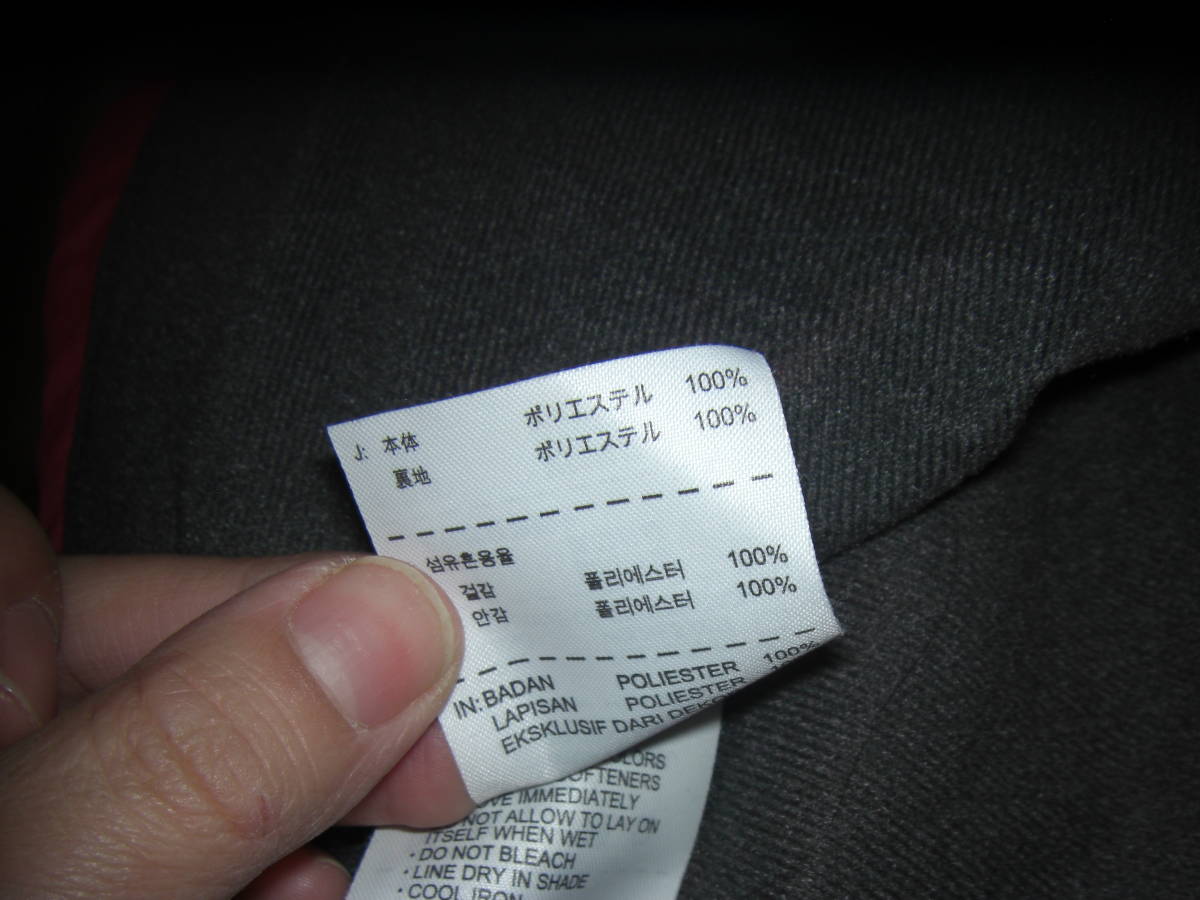 J: 本体 ポリエステル 100%
裏地 ポリエステル 100%
섬유혼용율
겉감 폴리에스터 100%
안감 폴리에스터 100%
IN: BADAN POLIESTER 100%
LAPISAN POLIESTER
EKSKLUSIF DARI
NOT ALLOW TO LAY ON
ITSELF WHEN WET
· DO NOT BLEACH
· LINE DRY IN SHADE
· COOL IRON